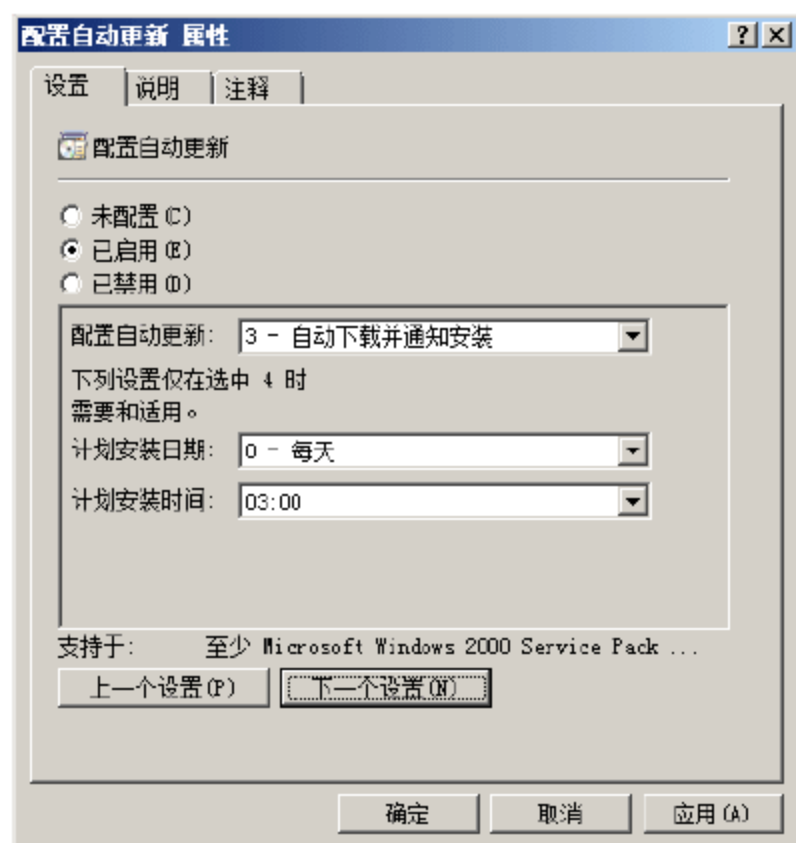 配置自动更新 属性
设置 说明 注释
配置自动更新
未配置(C)
已启用(E)
已禁用(D)
配置自动更新: 3 - 自动下载并通知安装
下列设置仅在选中 4 时
需要和适用。
计划安装日期: 0 - 每天
计划安装时间: 03:00
支持于: 至少 Microsoft Windows 2000 Service Pack ...
上一个设置(P) 下一个设置(N)
确定 取消 应用(A)